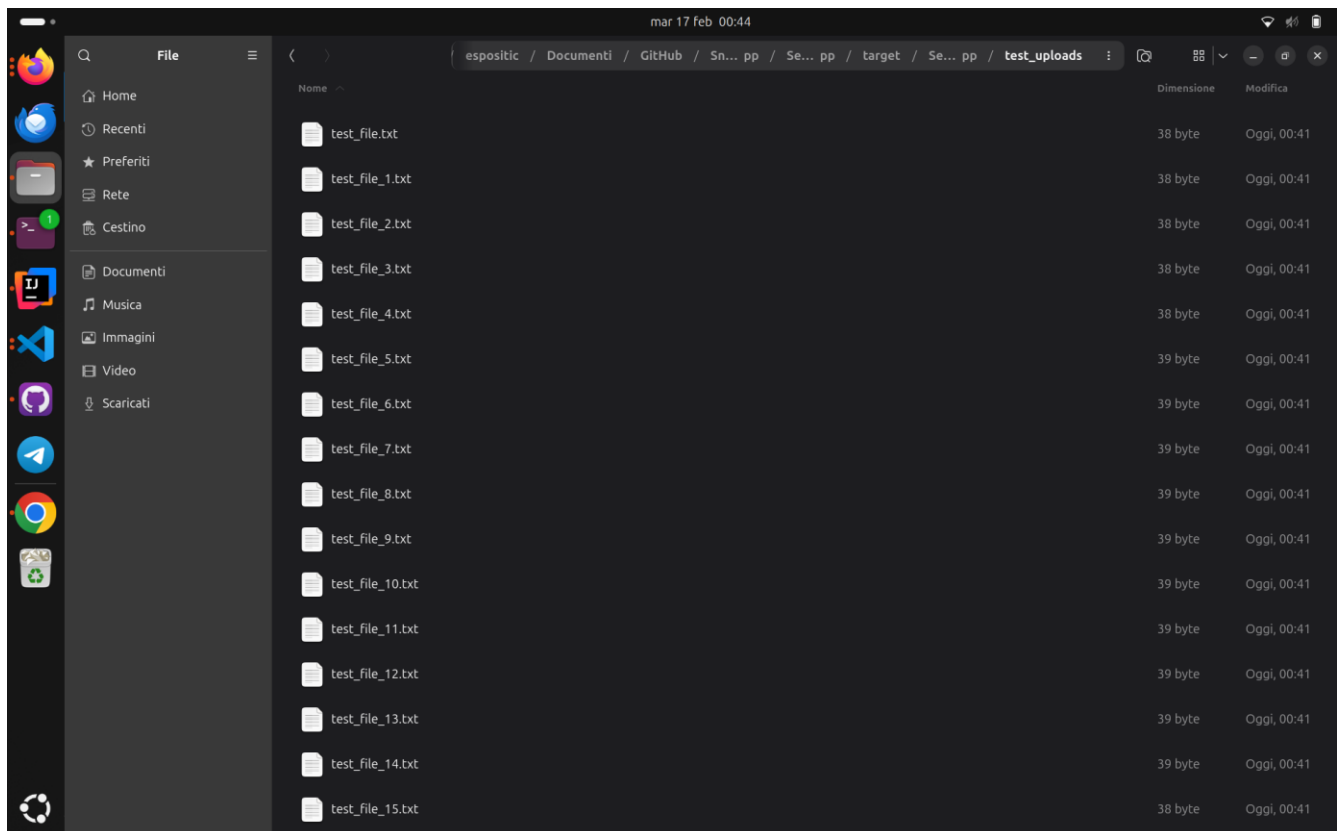 mar 17 feb 00:44
File
espositic / Documenti / GitHub / Sn... pp / Se... pp / target / Se... pp / test_uploads
Home
Recenti
Preferiti
Rete
Cestino
Documenti
Musica
Immagini
Video
Scaricati
1
IJ
Nome Dimensione Modifica
test_file.txt 38 byte Oggi, 00:41
test_file_1.txt 38 byte Oggi, 00:41
test_file_2.txt 38 byte Oggi, 00:41
test_file_3.txt 38 byte Oggi, 00:41
test_file_4.txt 38 byte Oggi, 00:41
test_file_5.txt 39 byte Oggi, 00:41
test_file_6.txt 39 byte Oggi, 00:41
test_file_7.txt 39 byte Oggi, 00:41
test_file_8.txt 39 byte Oggi, 00:41
test_file_9.txt 39 byte Oggi, 00:41
test_file_10.txt 39 byte Oggi, 00:41
test_file_11.txt 39 byte Oggi, 00:41
test_file_12.txt 39 byte Oggi, 00:41
test_file_13.txt 39 byte Oggi, 00:41
test_file_14.txt 39 byte Oggi, 00:41
test_file_15.txt 38 byte Oggi, 00:41